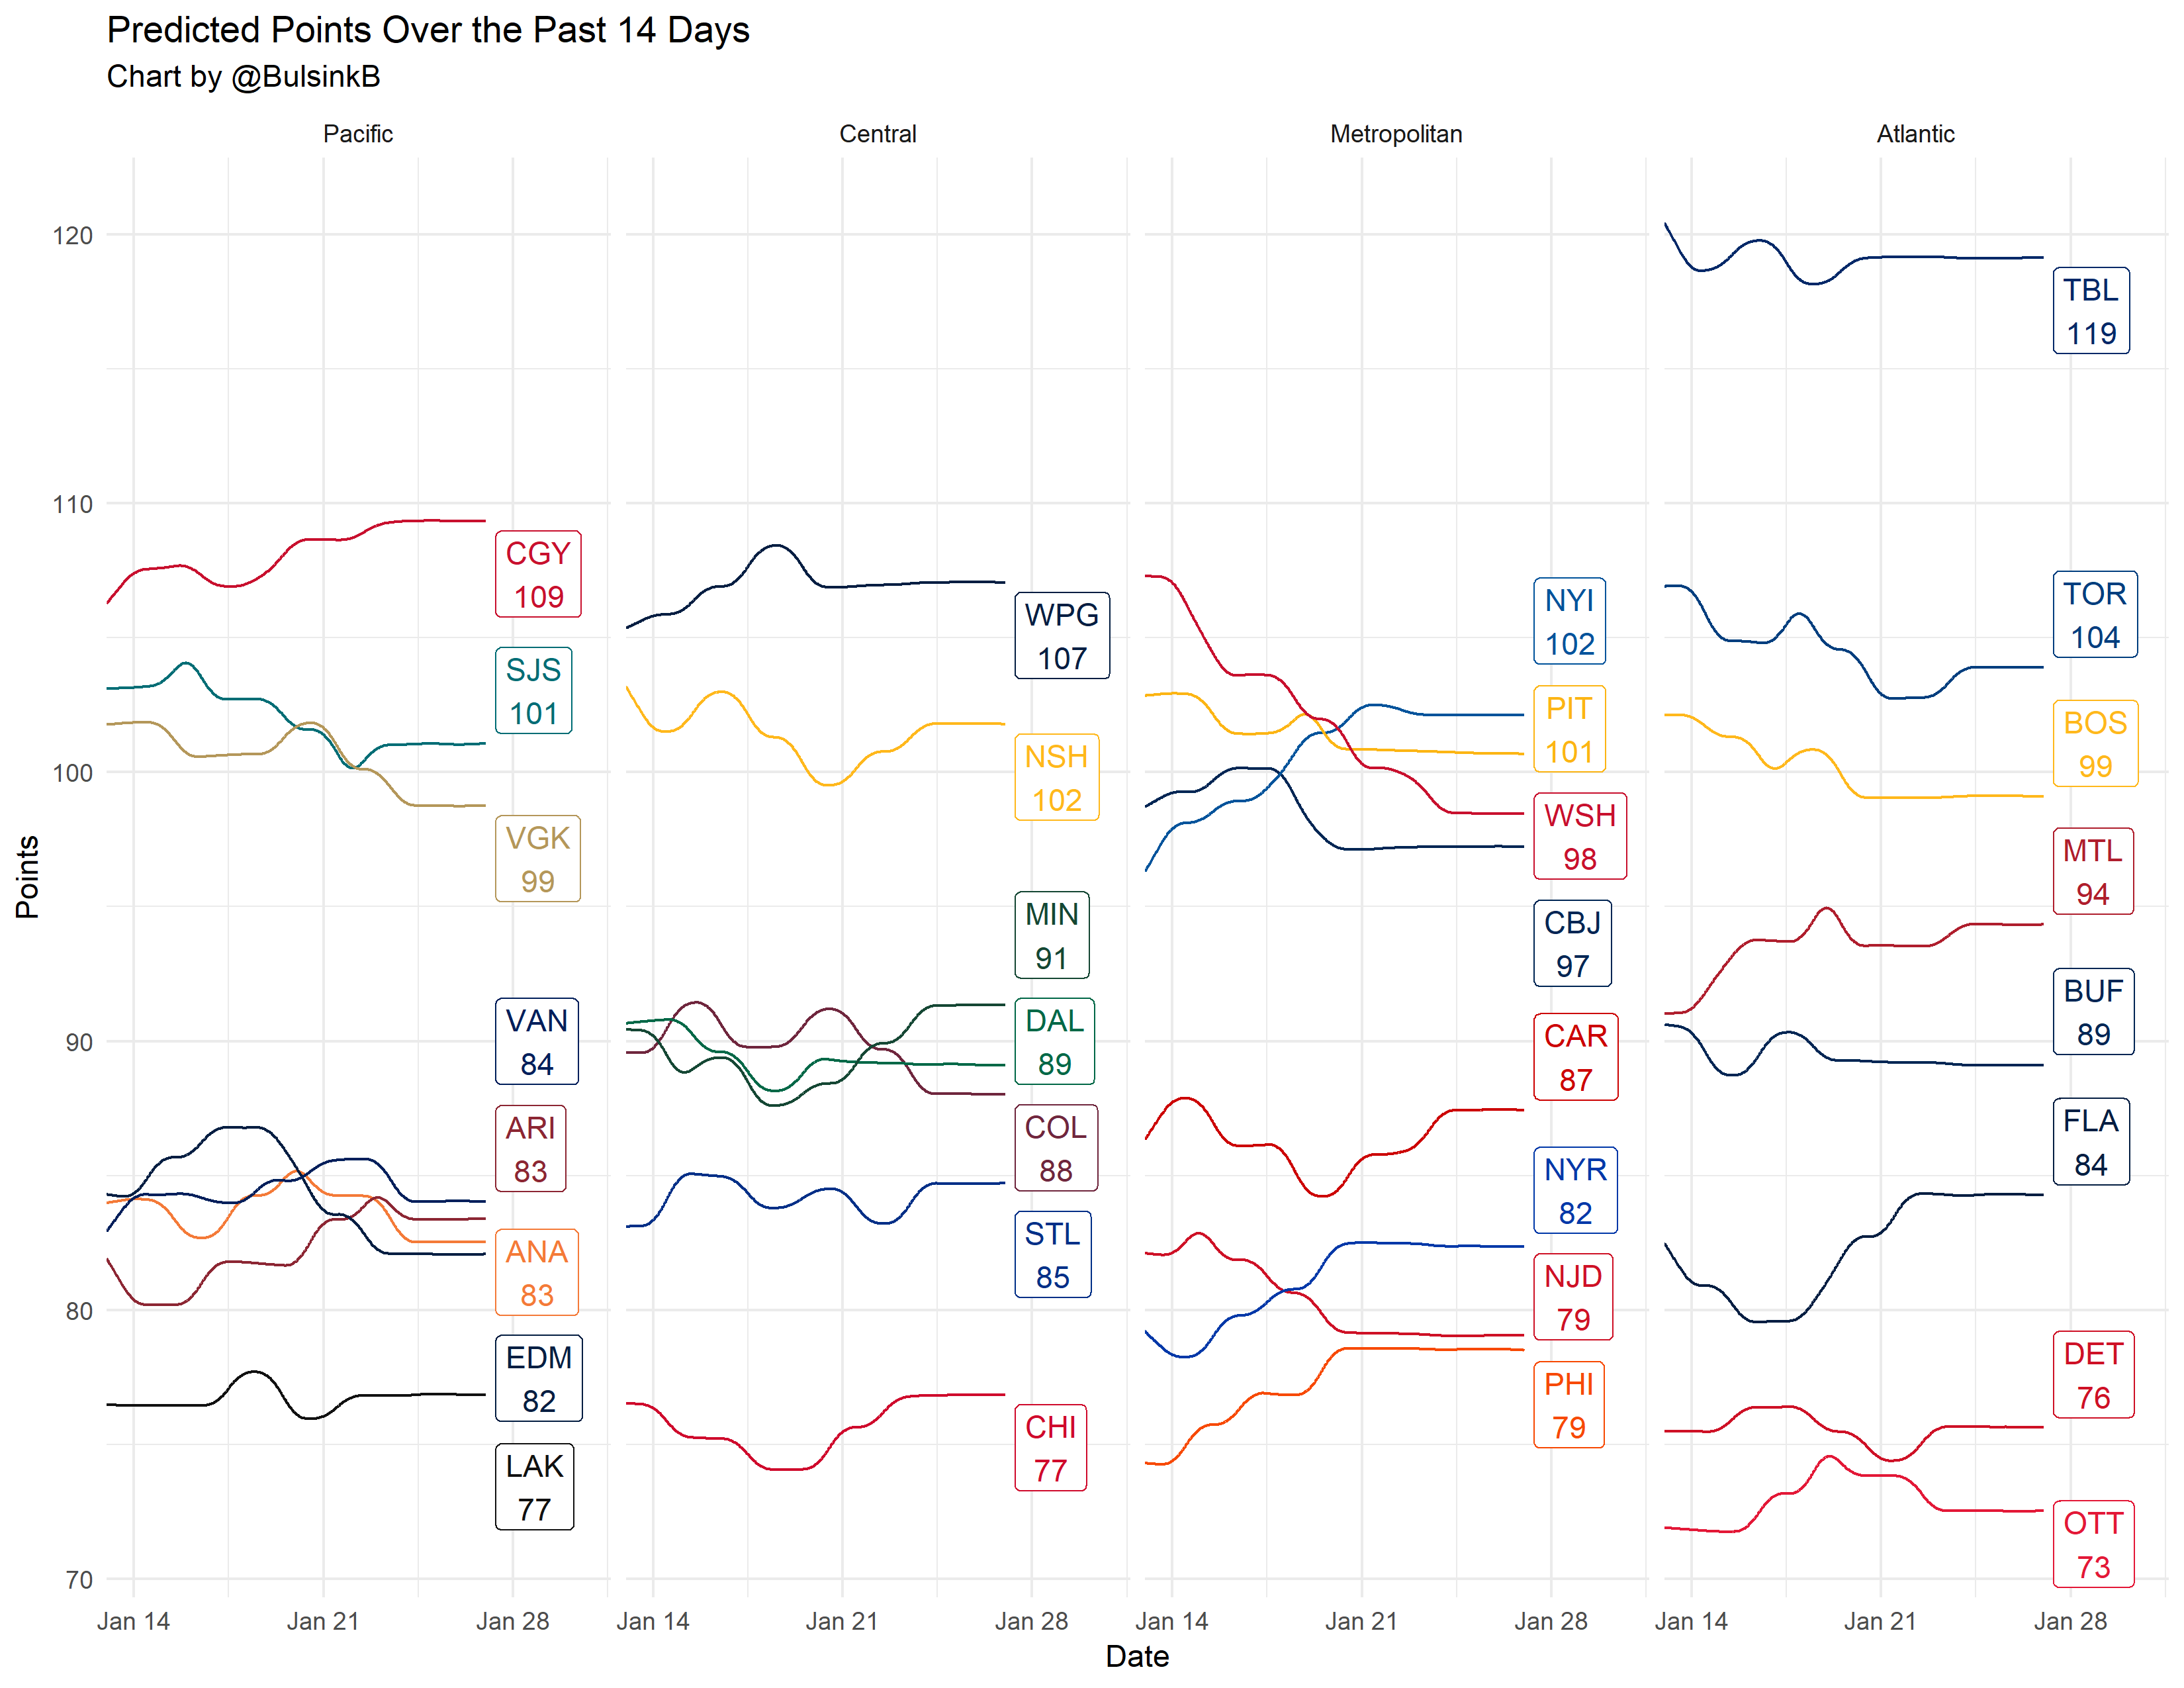 Predicted Points Over the Past 14 Days
Chart by @BulsinkB
Pacific
Central
Metropolitan
Atlantic
Points
120
110
100
90
80
70
CGY
109
SJS
101
VGK
99
VAN
84
ARI
83
ANA
83
EDM
82
LAK
77
WPG
107
NSH
102
MIN
91
DAL
89
COL
88
STL
85
CHI
77
NYI
102
PIT
101
WSH
98
CBJ
97
CAR
87
NYR
82
NJD
79
PHI
79
TBL
119
TOR
104
BOS
99
MTL
94
BUF
89
FLA
84
DET
76
OTT
73
Jan 14
Jan 21
Jan 28
Jan 14
Jan 21
Jan 28
Jan 14
Jan 21
Jan 28
Jan 14
Jan 21
Jan 28
Date